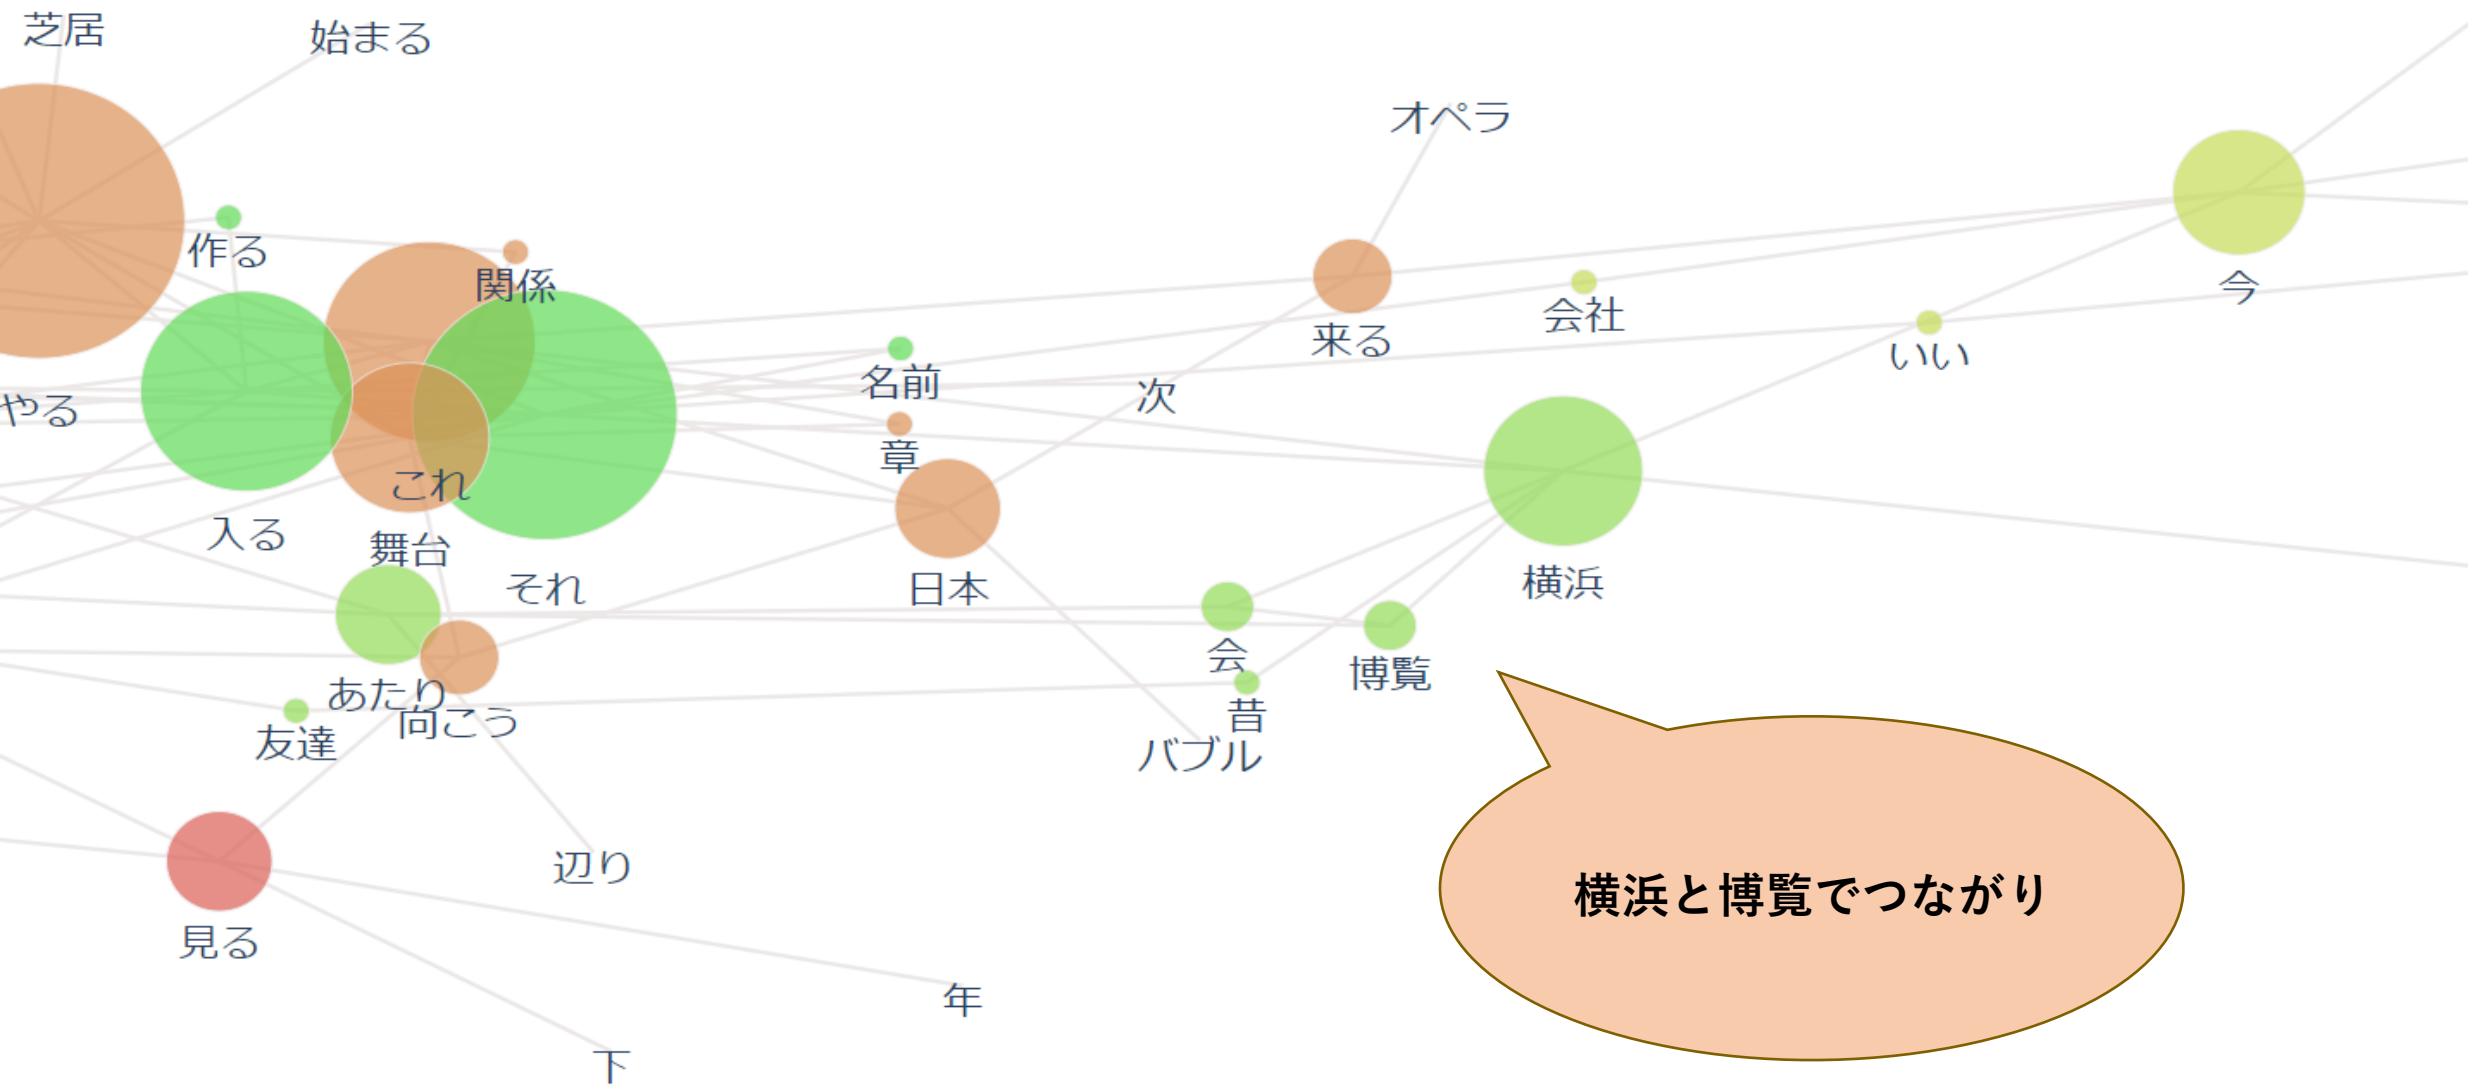 芝居
始まる
オペラ
作る
関係
今
会社
来る
いい
名前
次
やる
章
これ
入る
舞台
それ
日本
横浜
会
博覧
あたり
向こう
昔
友達
バブル
辺り
横浜と博覧でつながり
見る
年
下